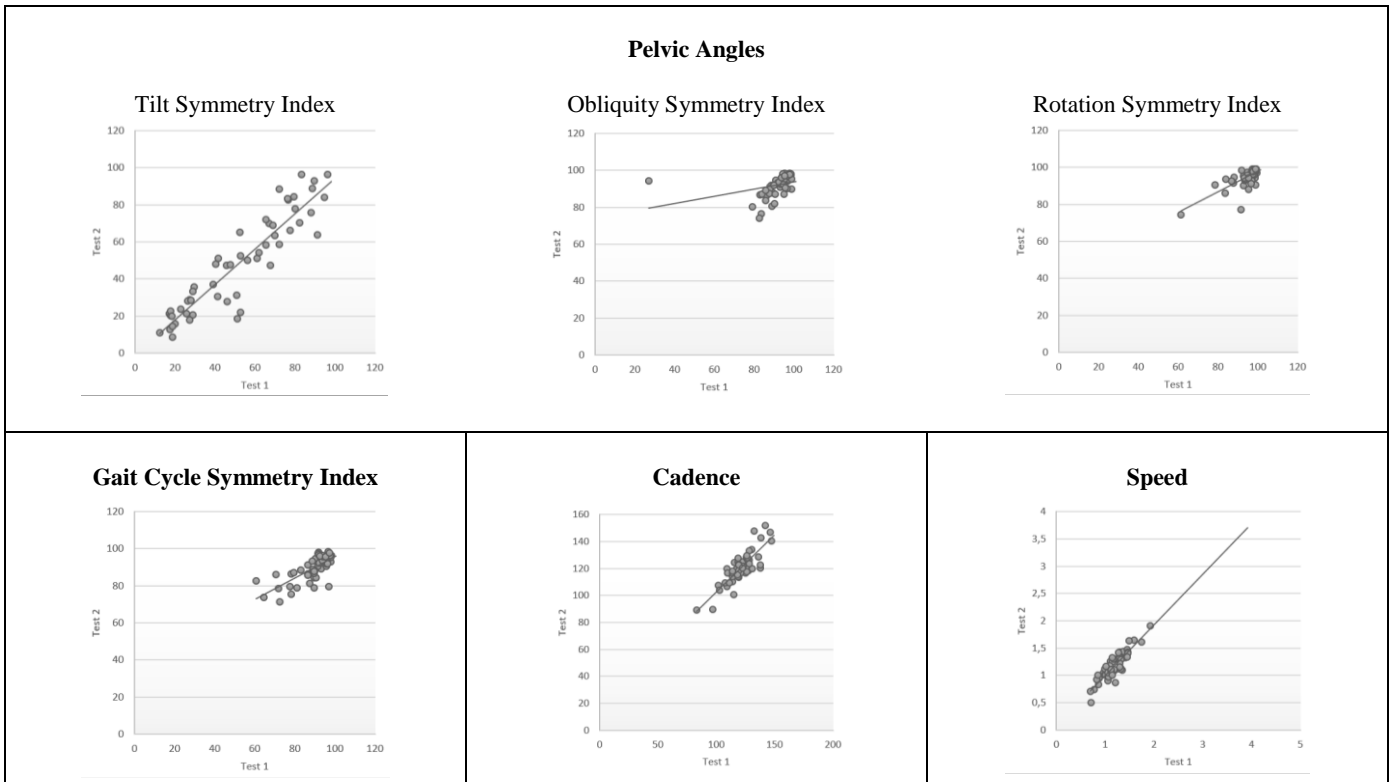 Pelvic Angles
Tilt Symmetry Index
120
100
80
60
40
20
0
0 20 40 60 80 100 120
Test 2
Test 1
Obliquity Symmetry Index
120
100
80
60
40
20
0
0 20 40 60 80 100 120
Test 2
Test 1
Rotation Symmetry Index
120
100
80
60
40
20
0
0 20 40 60 80 100 120
Test 2
Test 1
Gait Cycle Symmetry Index
120
100
80
60
40
20
0
0 20 40 60 80 100 120
Test 2
Test 1
Cadence
160
140
120
100
80
60
40
20
0
0 50 100 150 200
Test 2
Test 1
Speed
4
3,5
3
2,5
2
1,5
1
0,5
0
0 1 2 3 4 5
Test 2
Test 1